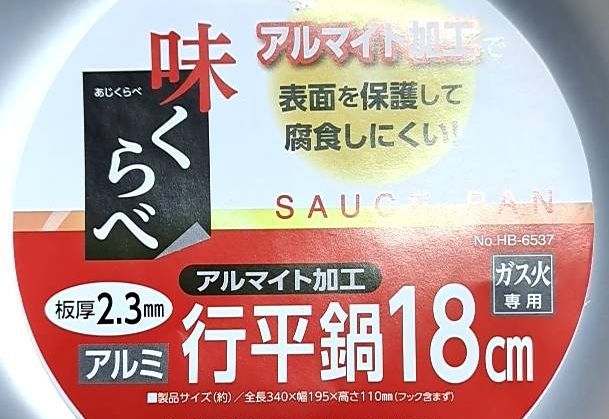 味くらべ
あじくらべ
アルマイト加工で
表面を保護して
腐食しにくい!
SAUCE PAN
No.HB-6537
アルマイト加工
ガス火
専用
板厚2.3mm
アルミ
行平鍋18cm
■製品サイズ(約)/全長340×幅195×高さ110mm(フック含まず)